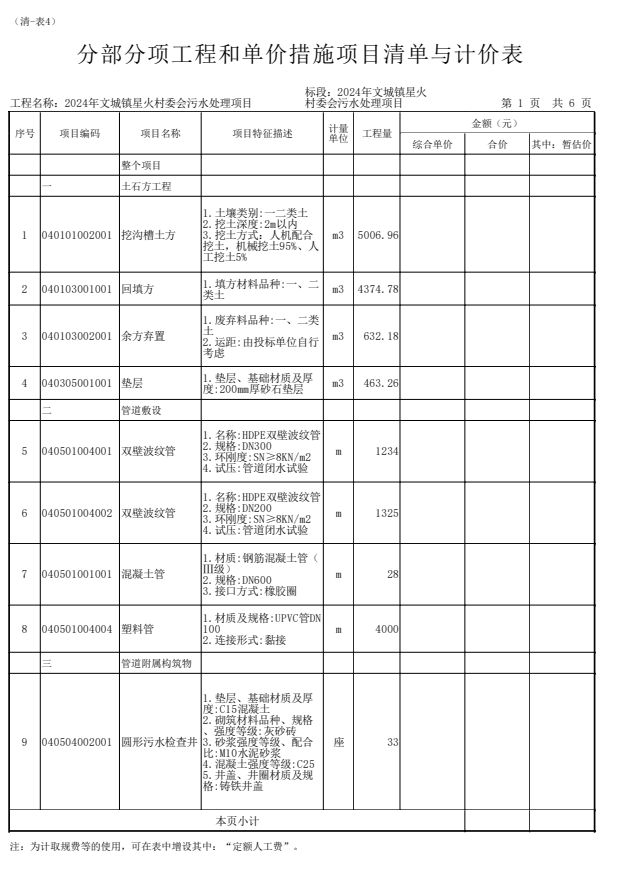 （清-表4）
分部分项工程和单价措施项目清单与计价表
标段：2024年文城镇星火
工程名称：2024年文城镇星火村委会污水处理项目 村委会污水处理项目 第 1 页 共 6 页
序号 项目编码 项目名称 项目特征描述 计量单位 工程量 金额（元）
综合单价 合价 其中：暂估价
整个项目
一 土石方工程
1 040101002001 挖沟槽土方
1.土壤类别:一二类土
2.挖土深度:2m以内
3.挖土方式：人机配合
挖土，机械挖土95%、人
工挖土5%
m3 5006.96
2 040103001001 回填方
1.填方材料品种:一、二
类土
m3 4374.78
3 040103002001 余方弃置
1.废弃料品种:一、二类
土
2.运距:由投标单位自行
考虑
m3 632.18
4 040305001001 垫层
1.垫层、基础材质及厚
度:200mm厚砂石垫层
m3 463.26
二 管道敷设
5 040501004001 双壁波纹管
1.名称:HDPE双壁波纹管
2.规格:DN300
3.环刚度:SN≥8KN/m2
4.试压:管道闭水试验
m 1234
6 040501004002 双壁波纹管
1.名称:HDPE双壁波纹管
2.规格:DN200
3.环刚度:SN≥8KN/m2
4.试压:管道闭水试验
m 1325
7 040501001001 混凝土管
1.材质:钢筋混凝土管（
Ⅲ级）
2.规格:DN600
3.接口方式:橡胶圈
m 28
8 040501004004 塑料管
1.材质及规格:UPVC管DN
100
2.连接形式:黏接
m 4000
三 管道附属构筑物
9 040504002001 圆形污水检查井
1.垫层、基础材质及厚
度:C15混凝土
2.砌筑材料品种、规格
、强度等级:灰砂砖
3.砂浆强度等级、配合
比:M10水泥砂浆
4.混凝土强度等级:C25
5.井盖、井圈材质及规
格:铸铁井盖
座 33
本页小计
注：为计取规费等的使用，可在表中增设其中：“定额人工费”。